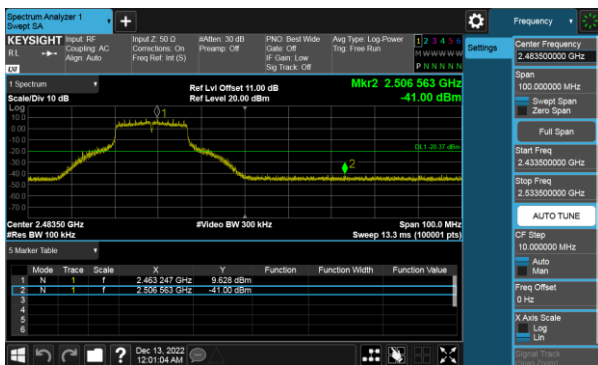 Spectrum Analyzer 1
Swept SA
+
Frequency
KEYSIGHT Input: RF Input Z: 50 Ω #Atten: 30 dB PNO: Best Wide Avg Type: Log-Power 1 2 3 4 5 6
RL Coupling: AC Corrections: On Preamp: Off Gate: Off Trig: Free Run M W W W W W
Align: Auto Freq Ref: Int (S) IF Gain: Low
LXI Sig Track: Off P N N N N N
Settings
Center Frequency
2.483500000 GHz
Span
100.000000 MHz
Swept Span
Zero Span
Full Span
Start Freq
2.433500000 GHz
Stop Freq
2.533500000 GHz
AUTO TUNE
CF Step
10.000000 MHz
Auto
Man
Freq Offset
0 Hz
X Axis Scale
Log
Lin
Signal Track
(Span Zoom)
1 Spectrum Ref Lvl Offset 11.00 dB Mkr2 2.506 563 GHz
Scale/Div 10 dB Ref Level 20.00 dBm -41.00 dBm
Log
10.0
0.00
-10.0
-20.0
-30.0
-40.0
-50.0
-60.0
-70.0
1
DL1 -20.37 dBm
2
Center 2.48350 GHz #Video BW 300 kHz Span 100.0 MHz
#Res BW 100 kHz Sweep 13.3 ms (100001 pts)
5 Marker Table
Mode Trace Scale X Y Function Function Width Function Value
1 N 1 f 2.463 247 GHz 9.628 dBm
2 N 1 f 2.506 563 GHz -41.00 dBm
3
4
5
6
? Dec 13, 2022
12:01:04 AM